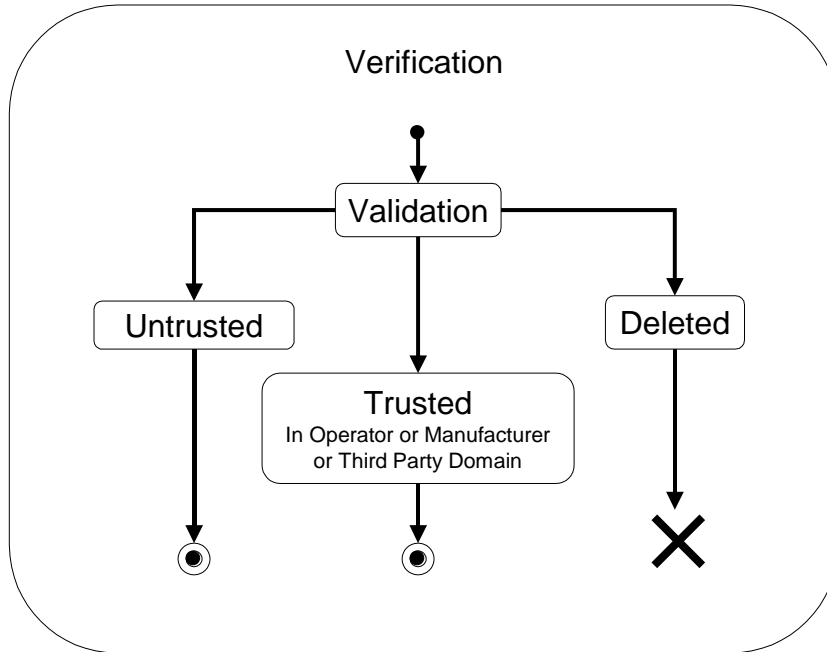 Verification
Validation
Untrusted
Deleted
Trusted
In Operator or Manufacturer
or Third Party Domain